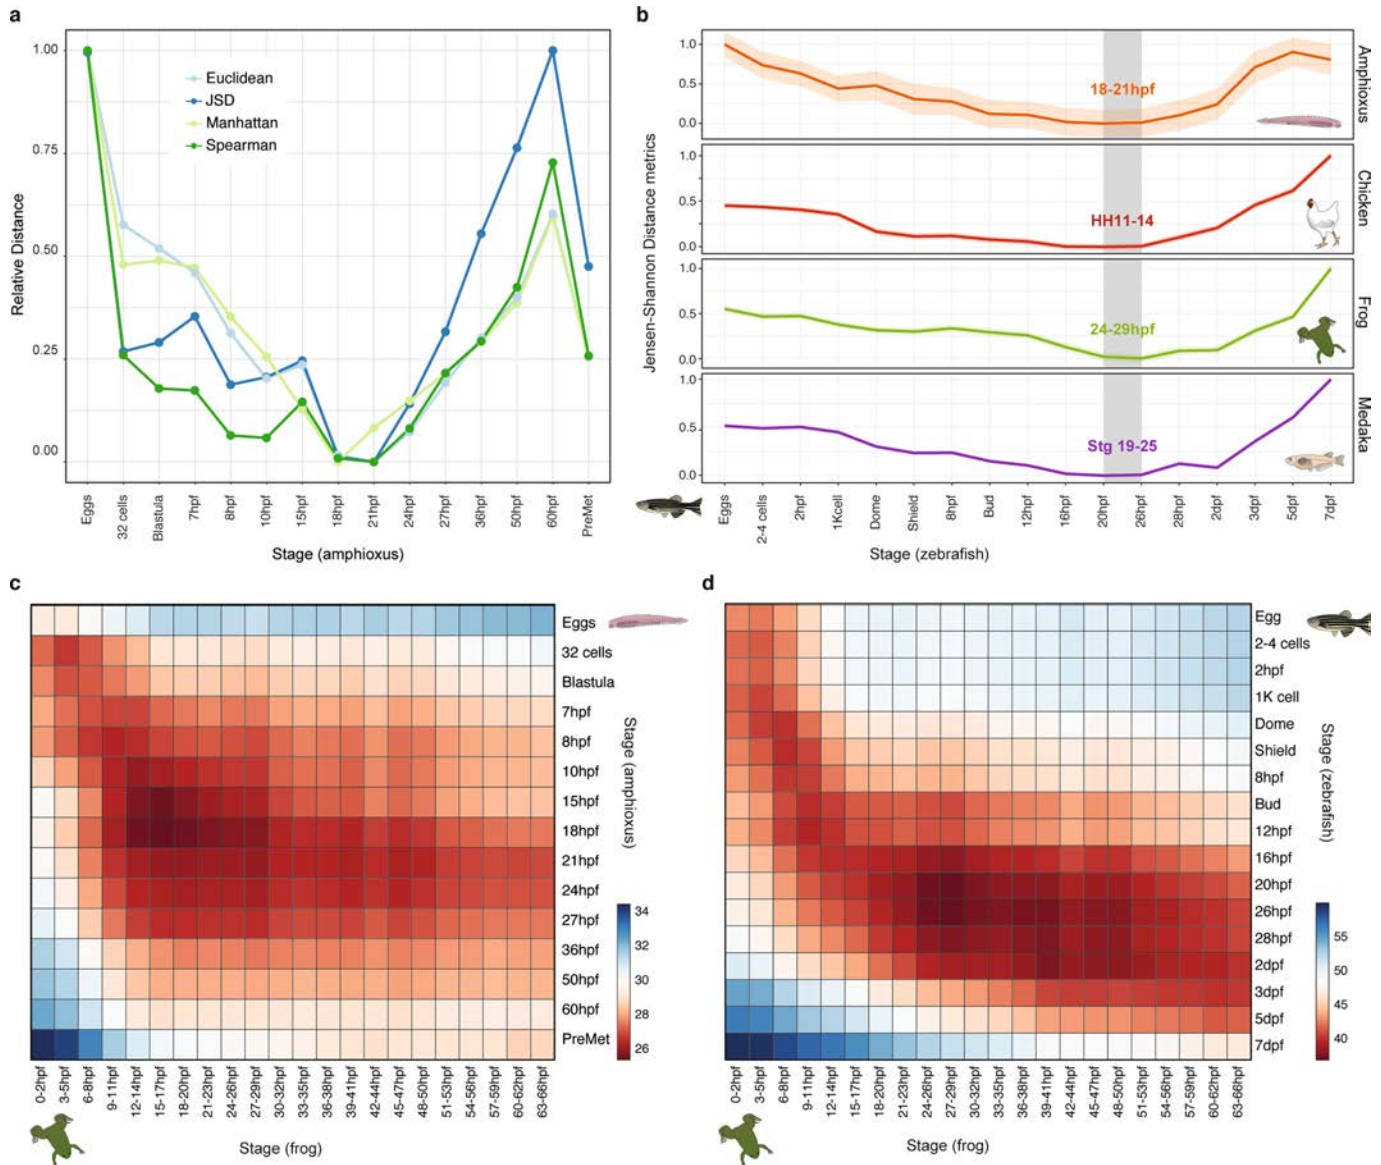 a
1.00
0.75
0.50
0.25
0.00
Relative Distance
Euclidean
JSD
Manhattan
Spearman
Eggs
32 cells
Blastula
7hpf
8hpf
10hpf
15hpf
18hpf
21hpf
24hpf
27hpf
36hpf
50hpf
60hpf
PreMet
Stage (amphioxus)
b
Jensen-Shannon Distance metrics
1.0
0.5
0.0
18-21hpf
Amphioxus
1.0
0.5
0.0
HH11-14
Chicken
1.0
0.5
0.0
24-29hpf
Frog
1.0
0.5
0.0
Stg 19-25
Medaka
Eggs
2-4 cells
2hpf
1Kcell
Dome
Shield
8hpf
Bud
12hpf
16hpf
20hpf
26hpf
28hpf
2dpf
3dpf
5dpf
7dpf
Stage (zebrafish)
c
Eggs
32 cells
Blastula
7hpf
8hpf
10hpf
15hpf
18hpf
21hpf
24hpf
27hpf
36hpf
50hpf
60hpf
PreMet
Stage (amphioxus)
34
32
30
28
26
0-2hpf
3-5hpf
6-8hpf
9-11hpf
12-14hpf
15-17hpf
18-20hpf
21-23hpf
24-26hpf
27-29hpf
30-32hpf
33-35hpf
36-38hpf
39-41hpf
42-44hpf
45-47hpf
48-50hpf
51-53hpf
54-56hpf
57-59hpf
60-62hpf
63-66hpf
Stage (frog)
d
Egg
2-4 cells
2hpf
1K cell
Dome
Shield
8hpf
Bud
12hpf
16hpf
20hpf
26hpf
28hpf
2dpf
3dpf
5dpf
7dpf
Stage (zebrafish)
55
50
45
40
0-2hpf
3-5hpf
6-8hpf
9-11hpf
12-14hpf
15-17hpf
18-20hpf
21-23hpf
24-26hpf
27-29hpf
30-32hpf
33-35hpf
36-38hpf
39-41hpf
42-44hpf
45-47hpf
48-50hpf
51-53hpf
54-56hpf
57-59hpf
60-62hpf
63-66hpf
Stage (frog)